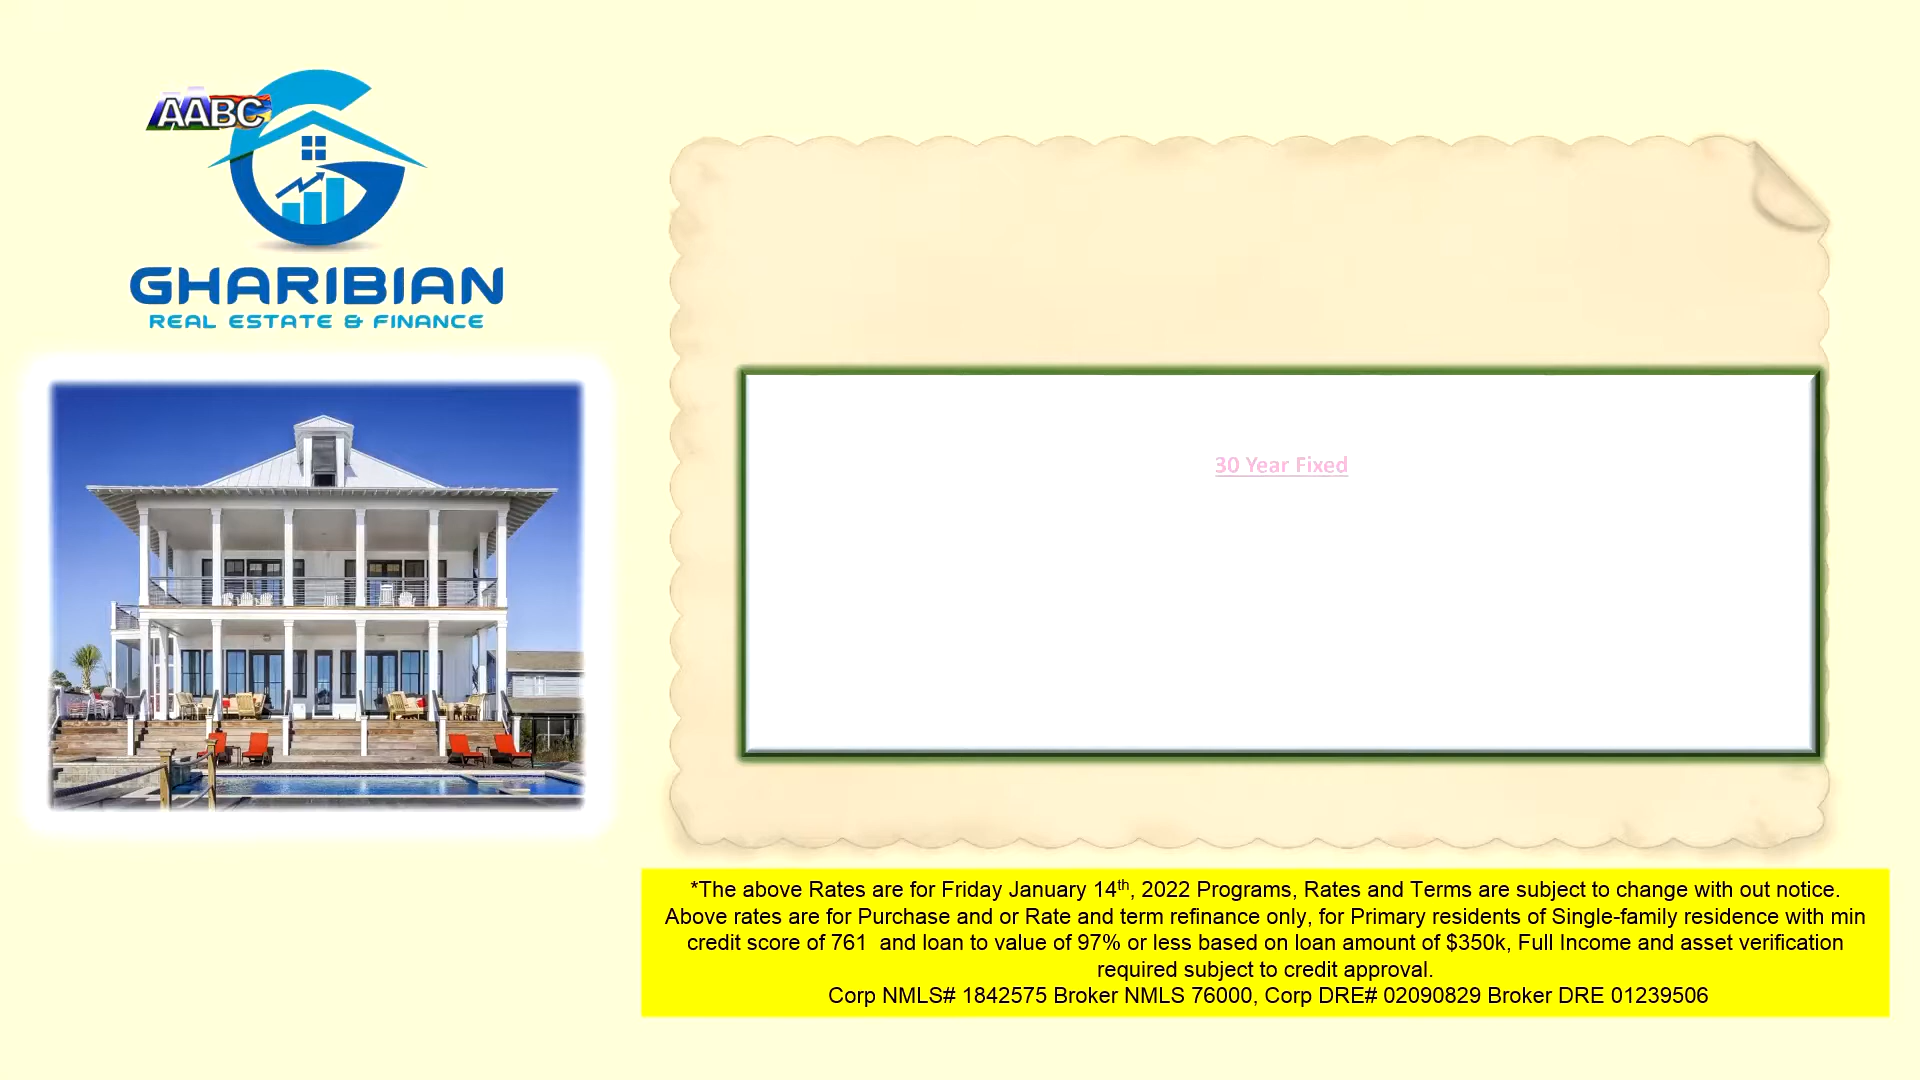 AABC
GHARIBIAN
REAL ESTATE & FINANCE
30 Year Fixed
*The above Rates are for Friday January 14th, 2022 Programs, Rates and Terms are subject to change with out notice.
Above rates are for Purchase and or Rate and term refinance only, for Primary residents of Single-family residence with min
credit score of 761 and loan to value of 97% or less based on loan amount of $350k, Full Income and asset verification
required subject to credit approval.
Corp NMLS# 1842575 Broker NMLS 76000, Corp DRE# 02090829 Broker DRE 01239506